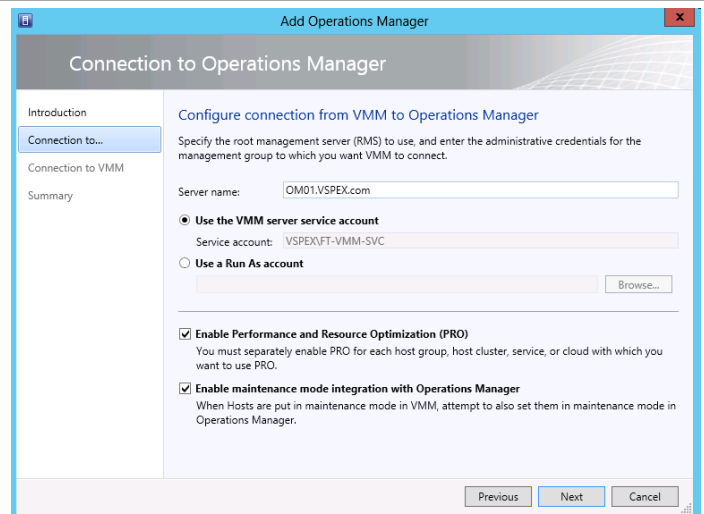 Add Operations Manager
x
Connection to Operations Manager
Introduction
Connection to...
Connection to VMM
Summary
Configure connection from VMM to Operations Manager
Specify the root management server (RMS) to use, and enter the administrative credentials for the
management group to which you want VMM to connect.
Server name: OM01.VSPEX.com
Use the VMM server service account
Service account: VSPEX\FT-VMM-SVC
Use a Run As account
Browse...
Enable Performance and Resource Optimization (PRO)
You must separately enable PRO for each host group, host cluster, service, or cloud with which you
want to use PRO.
Enable maintenance mode integration with Operations Manager
When Hosts are put in maintenance mode in VMM, attempt to also set them in maintenance mode in
Operations Manager.
Previous Next Cancel